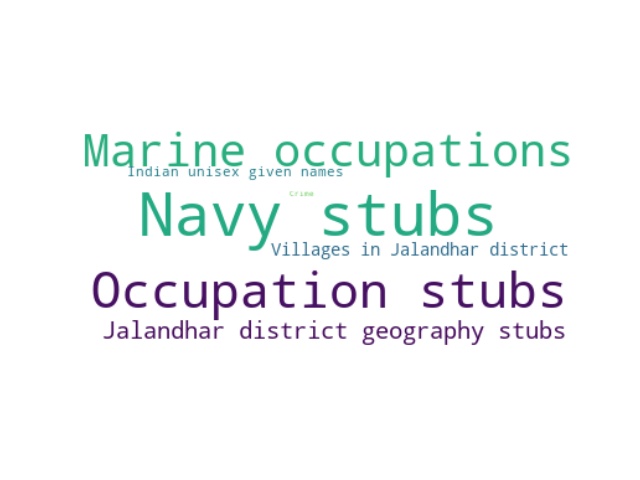 Marine occupations
Indian unisex given names
Crime
Navy stubs
Villages in Jalandhar district
Occupation stubs
Jalandhar district geography stubs